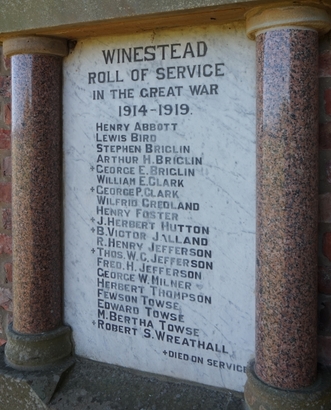 WINESTEAD
ROLL OF SERVICE
IN THE GREAT WAR
1914-1919.
HENRY ABBOTT
+LEWIS BIRD
STEPHEN BRIGLIN
ARTHUR H. BRIGLIN
+GEORGE E. BRIGLIN
WILLIAM E. CLARK
+GEORGE P. CLARK
WILFRID GREDLAND
HENRY FOSTER
+J. HERBERT HUTTON
+B. VICTOR JALLAND
R. HENRY JEFFERSON
+THOS. W. G. JEFFERSON
FRED. H. JEFFERSON
GEORGE W. MILNER
HERBERT THOMPSON
FEWSON TOWSE
EDWARD TOWSE
M. BERTHA TOWSE
+ROBERT S. WREATHALL
+DIED ON SERVICE